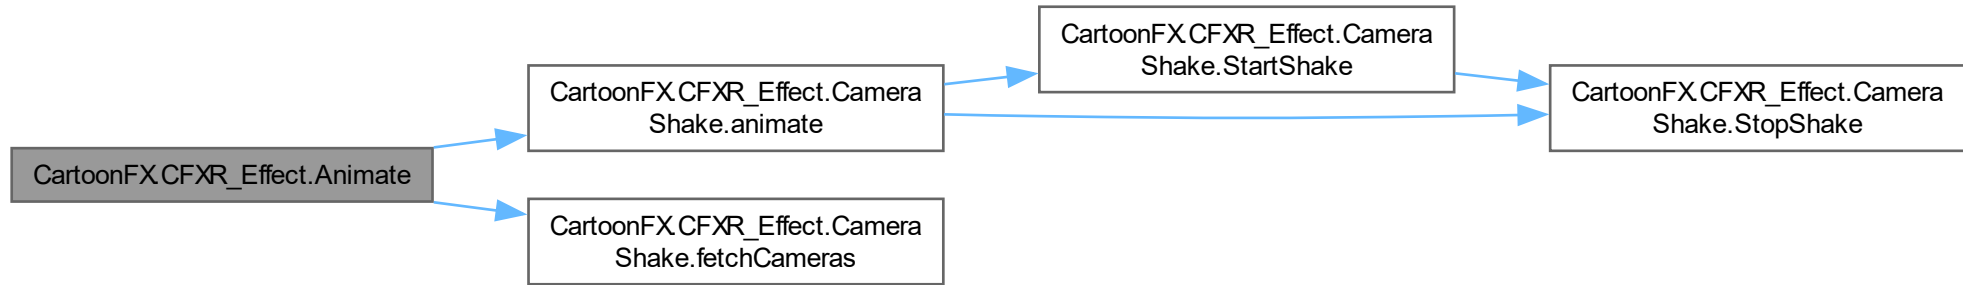 CartoonFX.CFXR_Effect.Animate
CartoonFX.CFXR_Effect.Camera
Shake.animate
CartoonFX.CFXR_Effect.Camera
Shake.fetchCameras
CartoonFX.CFXR_Effect.Camera
Shake.StartShake
CartoonFX.CFXR_Effect.Camera
Shake.StopShake